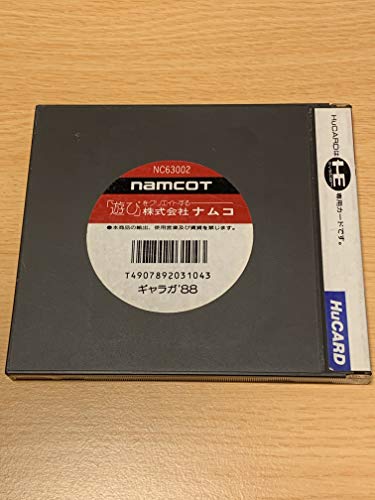 NC63002
namcot
「遊び」をクリエイトする
株式会社ナムコ
●本商品の輸出、使用営業及び賃貸を禁じます。
T4907892031043
ギャラガ'88
HuCARDは
HE
専用カードです。
HuCARD